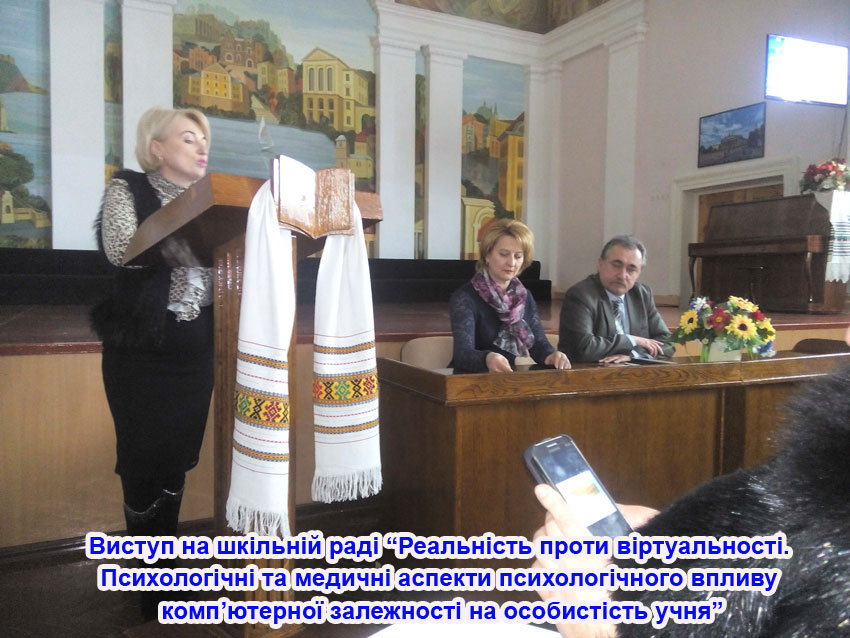 Виступ на шкільній раді “Реальність проти віртуальності.
Психологічні та медичні аспекти психологічного впливу
комп’ютерної залежності на особистість учня”